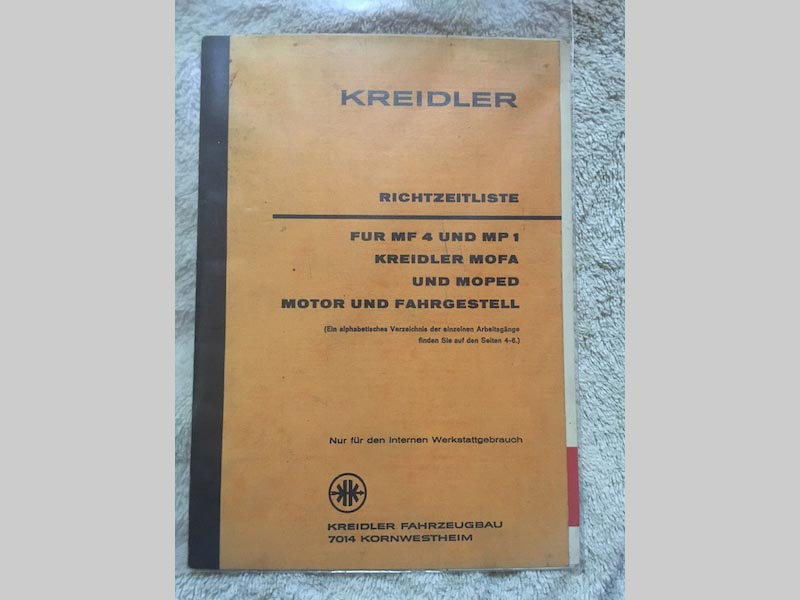 KREIDLER
RICHTZEITLISTE
FUR MF 4 UND MP 1
KREIDLER MOFA
UND MOPED
MOTOR UND FAHRGESTELL
(Ein alphabetisches Verzeichnis der einzelnen Arbeitsgänge
finden Sie auf den Seiten 4-6.)
Nur für den internen Werkstattgebrauch
KREIDLER FAHRZEUGBAU
7014 KORNWESTHEIM